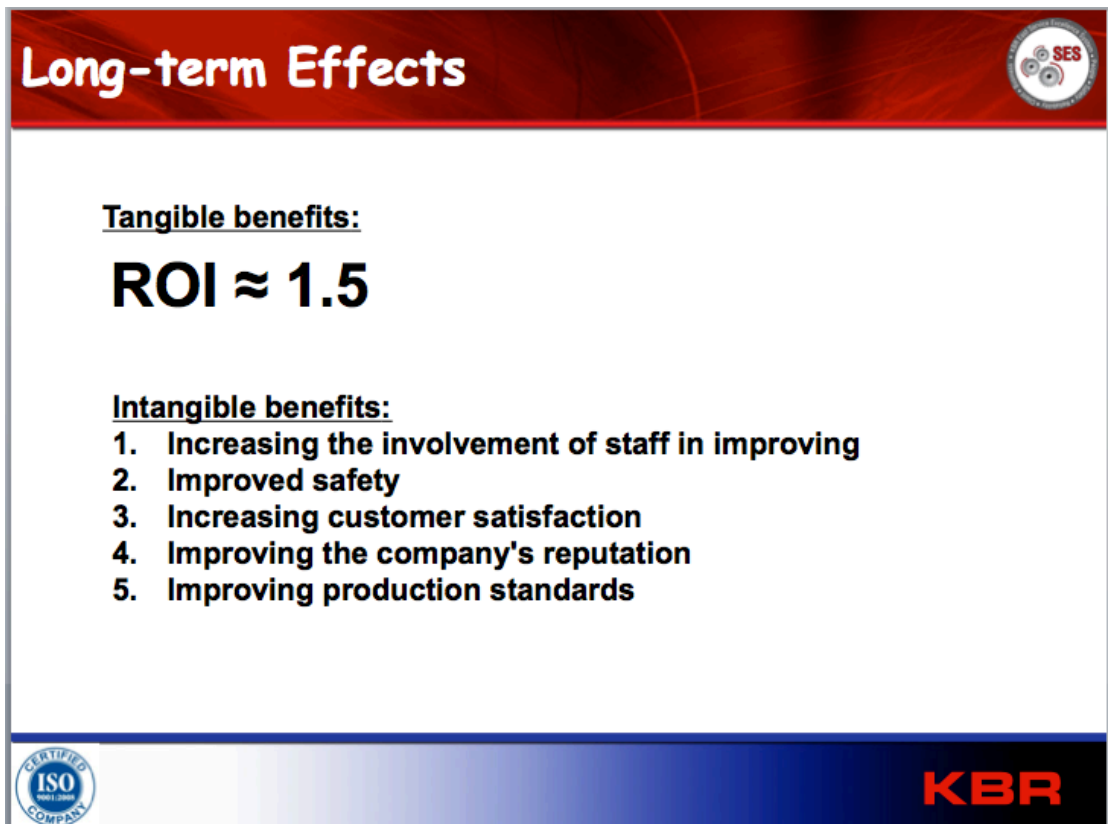 Long-term Effects
SES
Tangible benefits:
ROI ≈ 1.5
Intangible benefits:
1. Increasing the involvement of staff in improving
2. Improved safety
3. Increasing customer satisfaction
4. Improving the company's reputation
5. Improving production standards
CERTIFIED
ISO
9001:2008
COMPANY
KBR